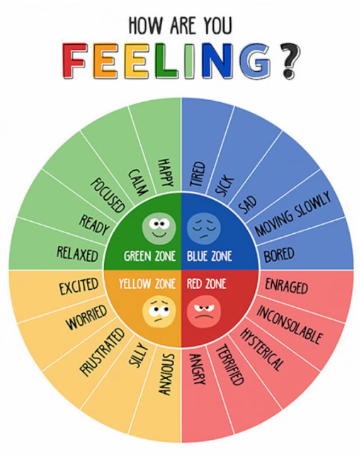 HOW ARE YOU
FEELING?
HAPPY
CALM
FOCUSED
READY
RELAXED
GREEN ZONE
TIRED
SICK
SAD
MOVING SLOWLY
BORED
BLUE ZONE
EXCITED
WORRIED
FRUSTRATED
SILLY
ANXIOUS
YELLOW ZONE
ENRAGED
INCONSOLABLE
HYSTERICAL
TERRIFIED
ANGRY
RED ZONE